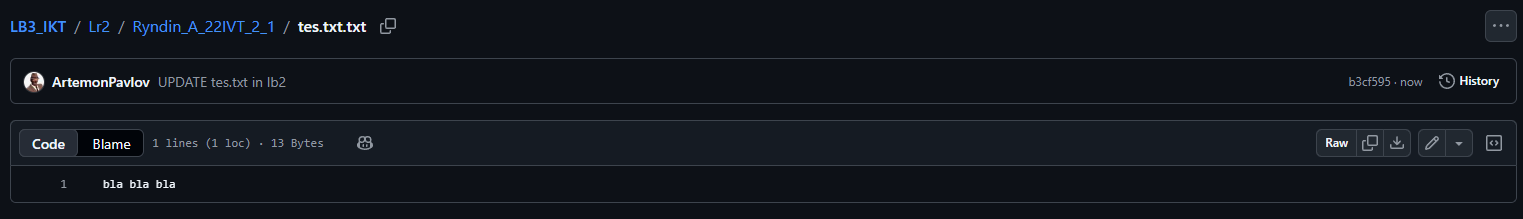 LB3_IKT / Lr2 / Ryndin_A_22IVT_2_1 / tes.txt.txt
ArtemonPavlov UPDATE tes.txt in lb2 b3cf595 · now History
Code Blame 1 lines (1 loc) · 13 Bytes Raw
1 bla bla bla